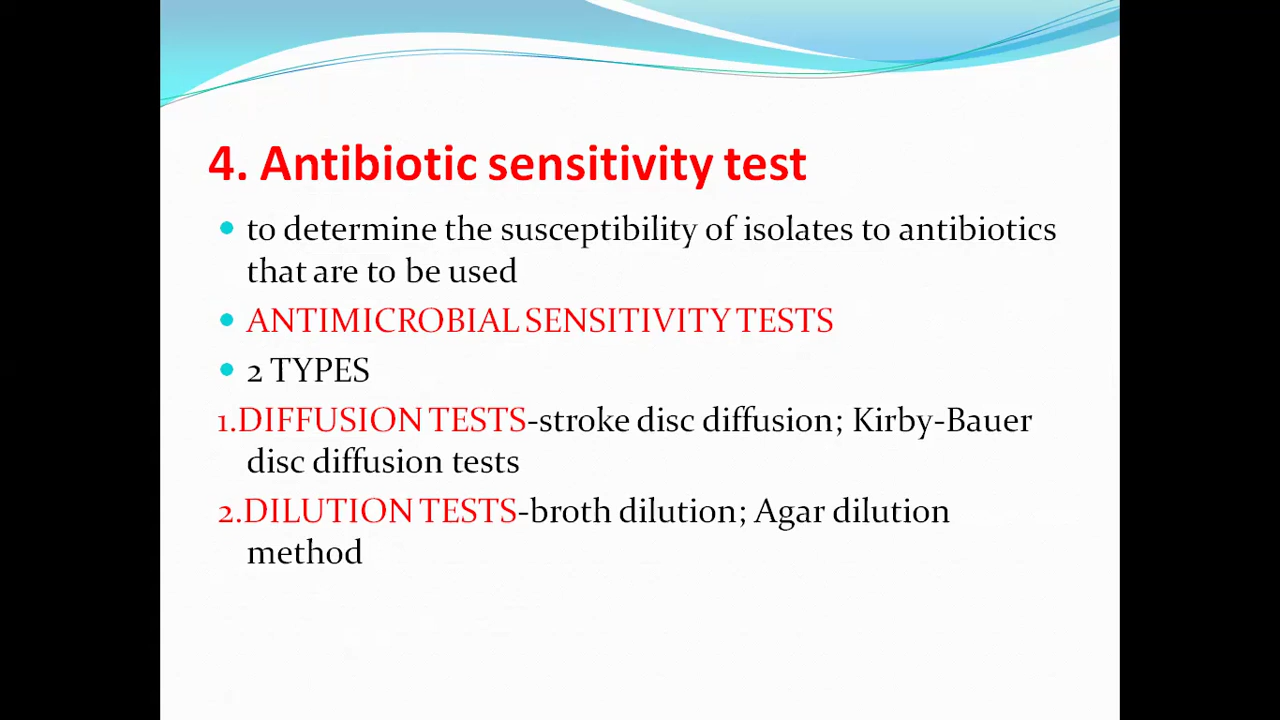 4. Antibiotic sensitivity test
to determine the susceptibility of isolates to antibiotics
that are to be used
ANTIMICROBIAL SENSITIVITY TESTS
2 TYPES
1.DIFFUSION TESTS-stroke disc diffusion; Kirby-Bauer
disc diffusion tests
2.DILUTION TESTS-broth dilution; Agar dilution
method